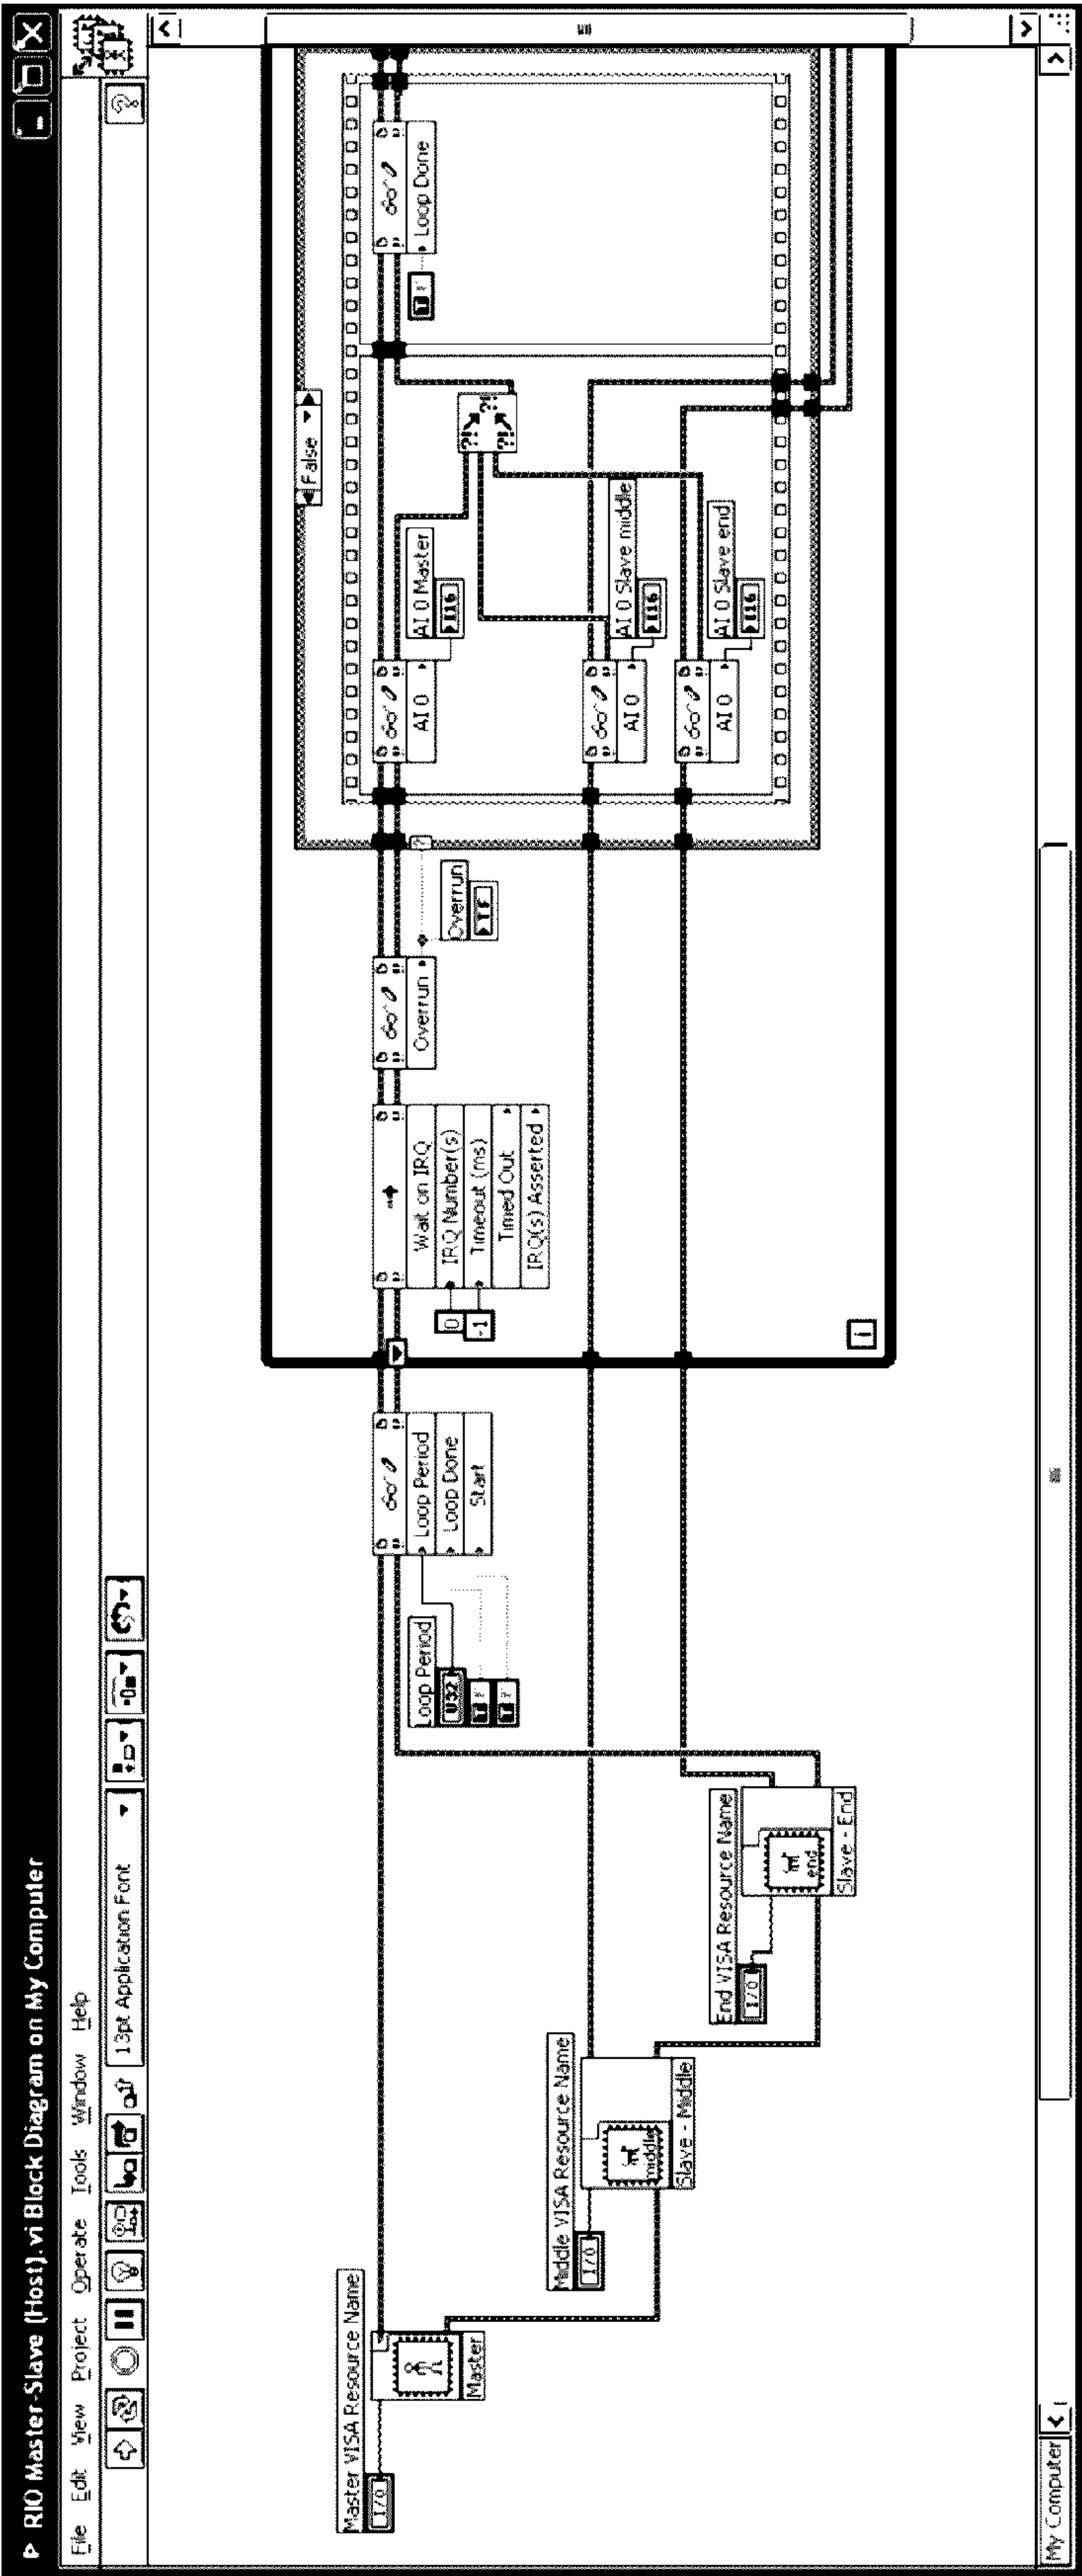 RIO Master-Slave (Host).vi Block Diagram on My Computer
File Edit View Project Operate Tools Window Help
13pt Application Font
Master VISA Resource Name
I/O
Master
Middle VISA Resource Name
I/O
middle
Slave - Middle
End VISA Resource Name
I/O
end
Slave - End
Loop Period
U32
T F
T F
Loop Period
Loop Done
Start
0
-1
Wait on IRQ
IRQ Number(s)
Timeout (ms)
Timed Out
IRQ(s) Asserted
i
Overrun
Overrun
TF
False
AI 0
AI 0 Master
I16
AI 0
AI 0 Slave middle
I16
AI 0
AI 0 Slave end
I16
T F
Loop Done
My Computer